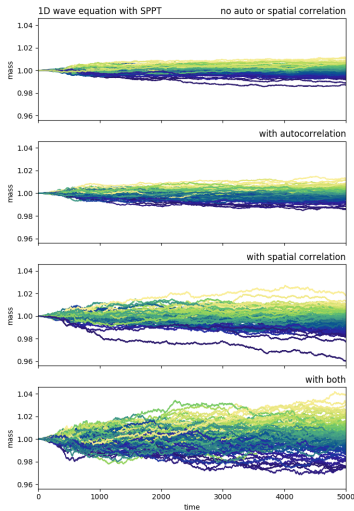 1D wave equation with SPPT no auto or spatial correlation
1.04
1.02
1.00
0.98
0.96
mass
with autocorrelation
1.04
1.02
1.00
0.98
0.96
mass
with spatial correlation
1.04
1.02
1.00
0.98
0.96
mass
with both
1.04
1.02
1.00
0.98
0.96
mass
0 1000 2000 3000 4000 5000
time